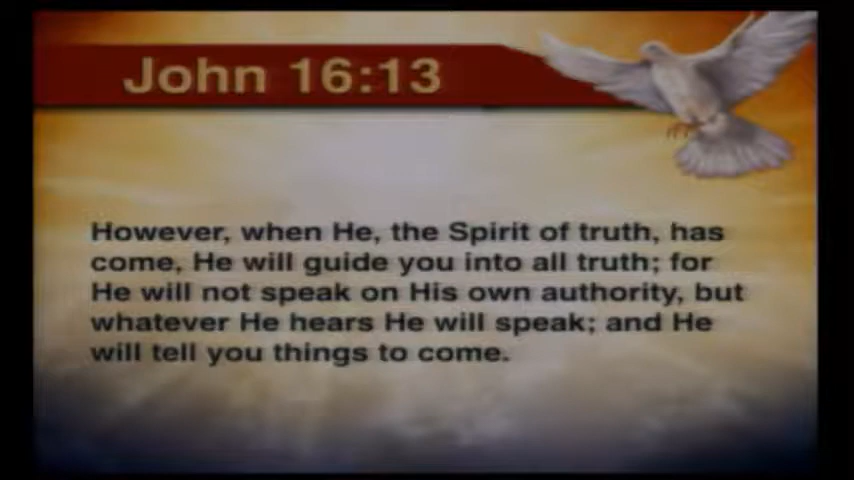 John 16:13
However, when He, the Spirit of truth, has
come, He will guide you into all truth; for
He will not speak on His own authority, but
whatever He hears He will speak; and He
will tell you things to come.